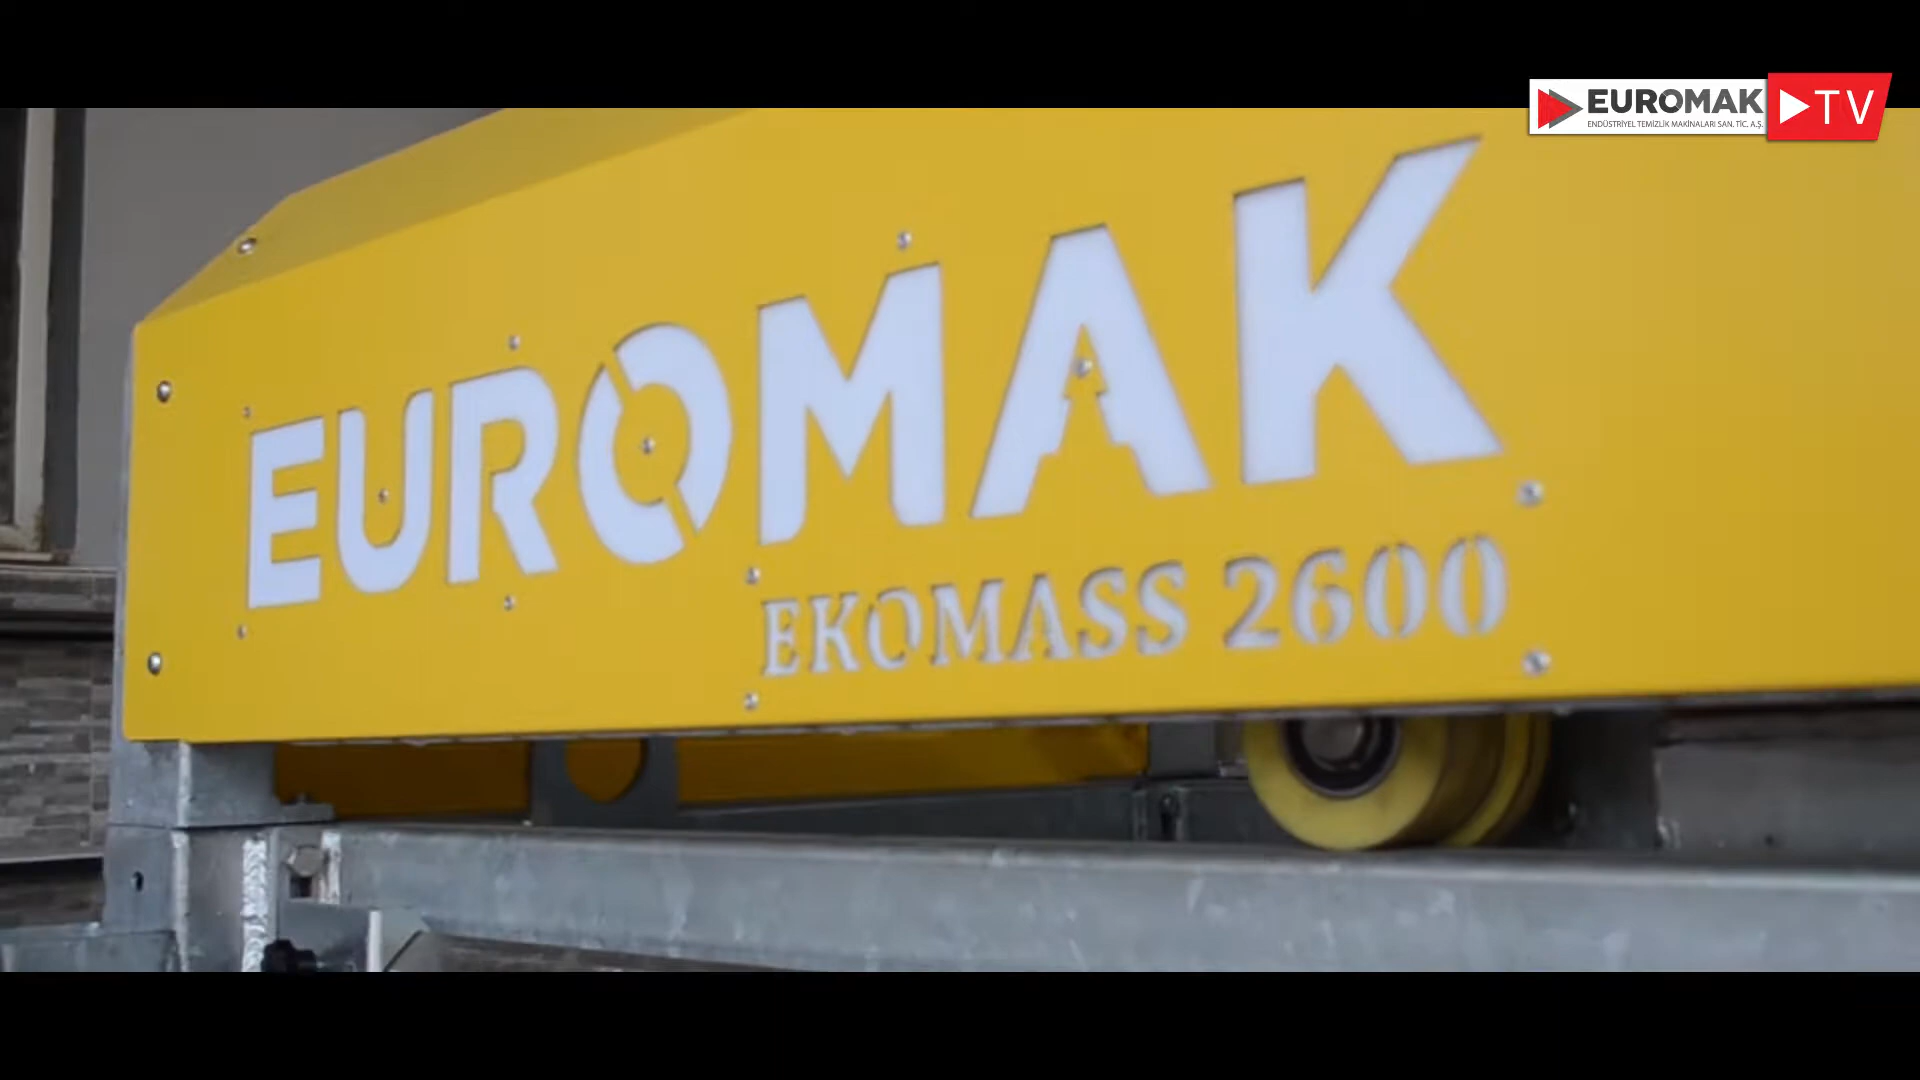 EUROMAK
ENDÜSTRİYEL TEMİZLİK MAKİNALARI SAN. TİC. A.Ş.
TV
EUROMAK
EKOMASS 2600